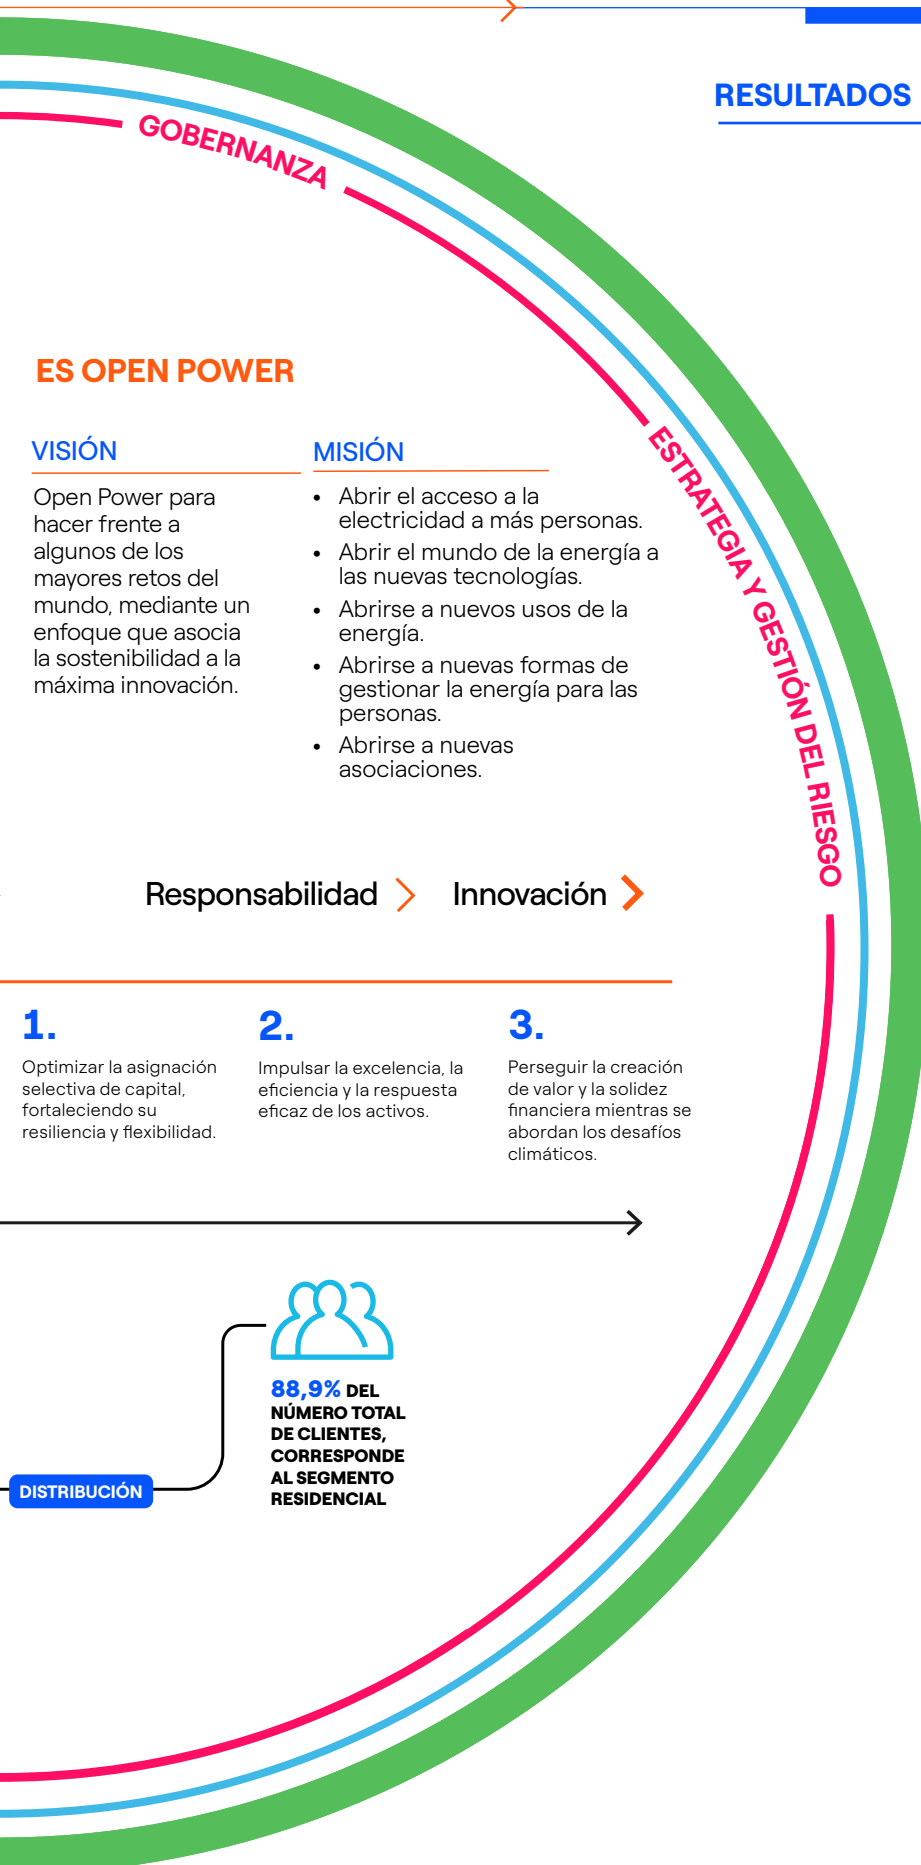 RESULTADOS
GOBERNANZA
ES OPEN POWER
VISIÓN
Open Power para
hacer frente a
algunos de los
mayores retos del
mundo, mediante un
enfoque que asocia
la sostenibilidad a la
máxima innovación.
MISIÓN
• Abrir el acceso a la
electricidad a más personas.
• Abrir el mundo de la energía a
las nuevas tecnologías.
• Abrirse a nuevos usos de la
energía.
• Abrirse a nuevas formas de
gestionar la energía para las
personas.
• Abrirse a nuevas
asociaciones.
ESTRATEGIA Y GESTIÓN DEL RIESGO
Responsabilidad
Innovación
1.
Optimizar la asignación
selectiva de capital,
fortaleciendo su
resiliencia y flexibilidad.
2.
Impulsar la excelencia, la
eficiencia y la respuesta
eficaz de los activos.
3.
Perseguir la creación
de valor y la solidez
financiera mientras se
abordan los desafíos
climáticos.
88,9% DEL
NÚMERO TOTAL
DE CLIENTES,
CORRESPONDE
AL SEGMENTO
RESIDENCIAL
DISTRIBUCIÓN